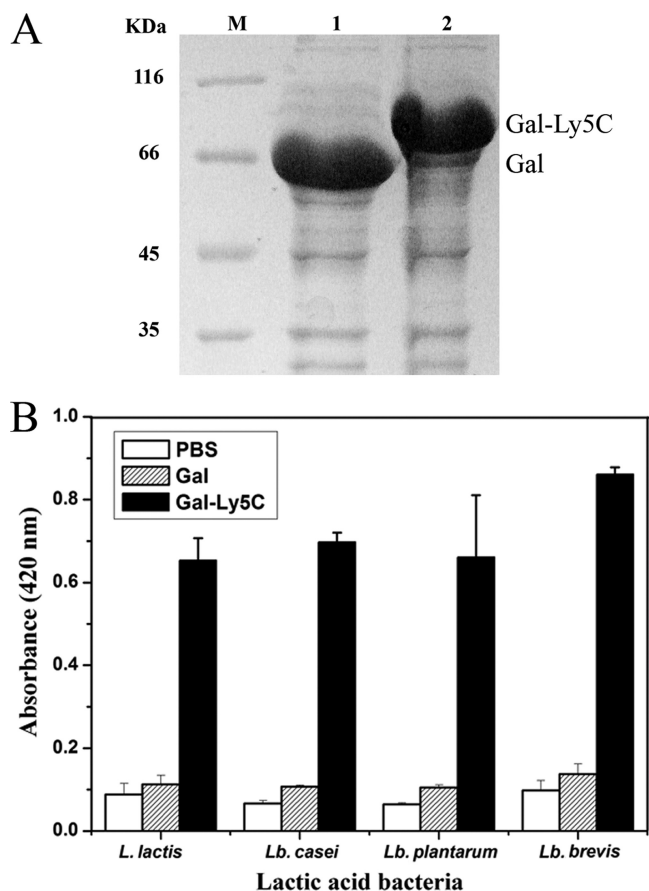 A
KDa M 1 2
116
66
45
35
Gal-Ly5C
Gal
B
1.0
0.8
0.6
0.4
0.2
0.0
Absorbance (420 nm)
PBS
Gal
Gal-Ly5C
L. lactis Lb. casei Lb. plantarum Lb. brevis
Lactic acid bacteria